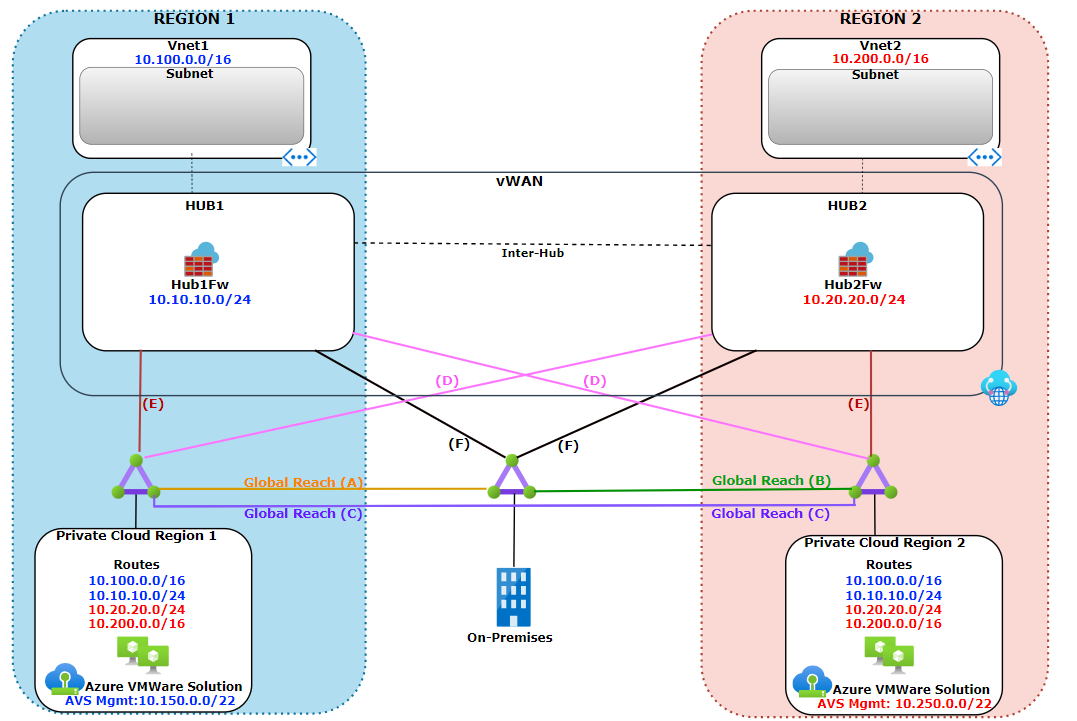 REGION 1
REGION 2
Vnet1
10.100.0.0/16
Subnet
Vnet2
10.200.0.0/16
Subnet
vWAN
HUB1
HUB2
Inter-Hub
Hub1Fw
10.10.10.0/24
Hub2Fw
10.20.20.0/24
(D)
(D)
(E)
(E)
(F)
(F)
Global Reach (A)
Global Reach (B)
Global Reach (C)
Global Reach (C)
Private Cloud Region 1
Routes
10.100.0.0/16
10.10.10.0/24
10.20.20.0/24
10.200.0.0/16
Azure VMWare Solution
AVS Mgmt:10.150.0.0/22
On-Premises
Private Cloud Region 2
Routes
10.100.0.0/16
10.10.10.0/24
10.20.20.0/24
10.200.0.0/16
Azure VMWare Solution
AVS Mgmt: 10.250.0.0/22